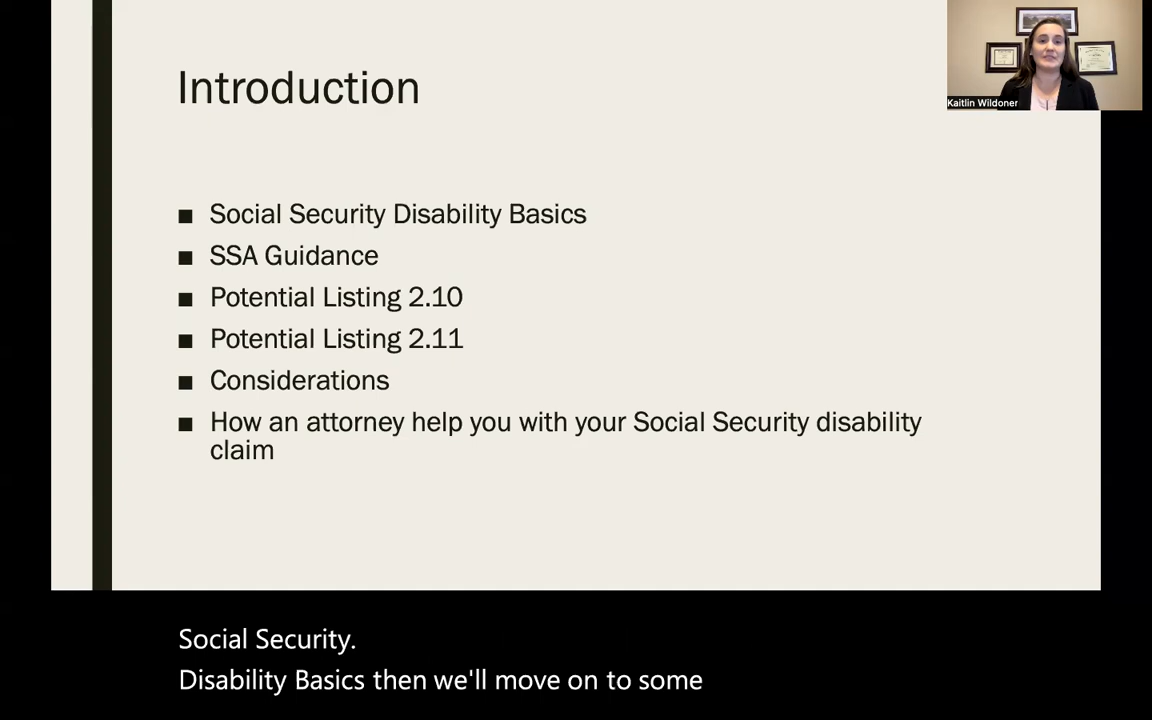 Introduction
Kaitlin Wildoner
■ Social Security Disability Basics
■ SSA Guidance
■ Potential Listing 2.10
■ Potential Listing 2.11
■ Considerations
■ How an attorney help you with your Social Security disability
claim
Social Security.
Disability Basics then we'll move on to some